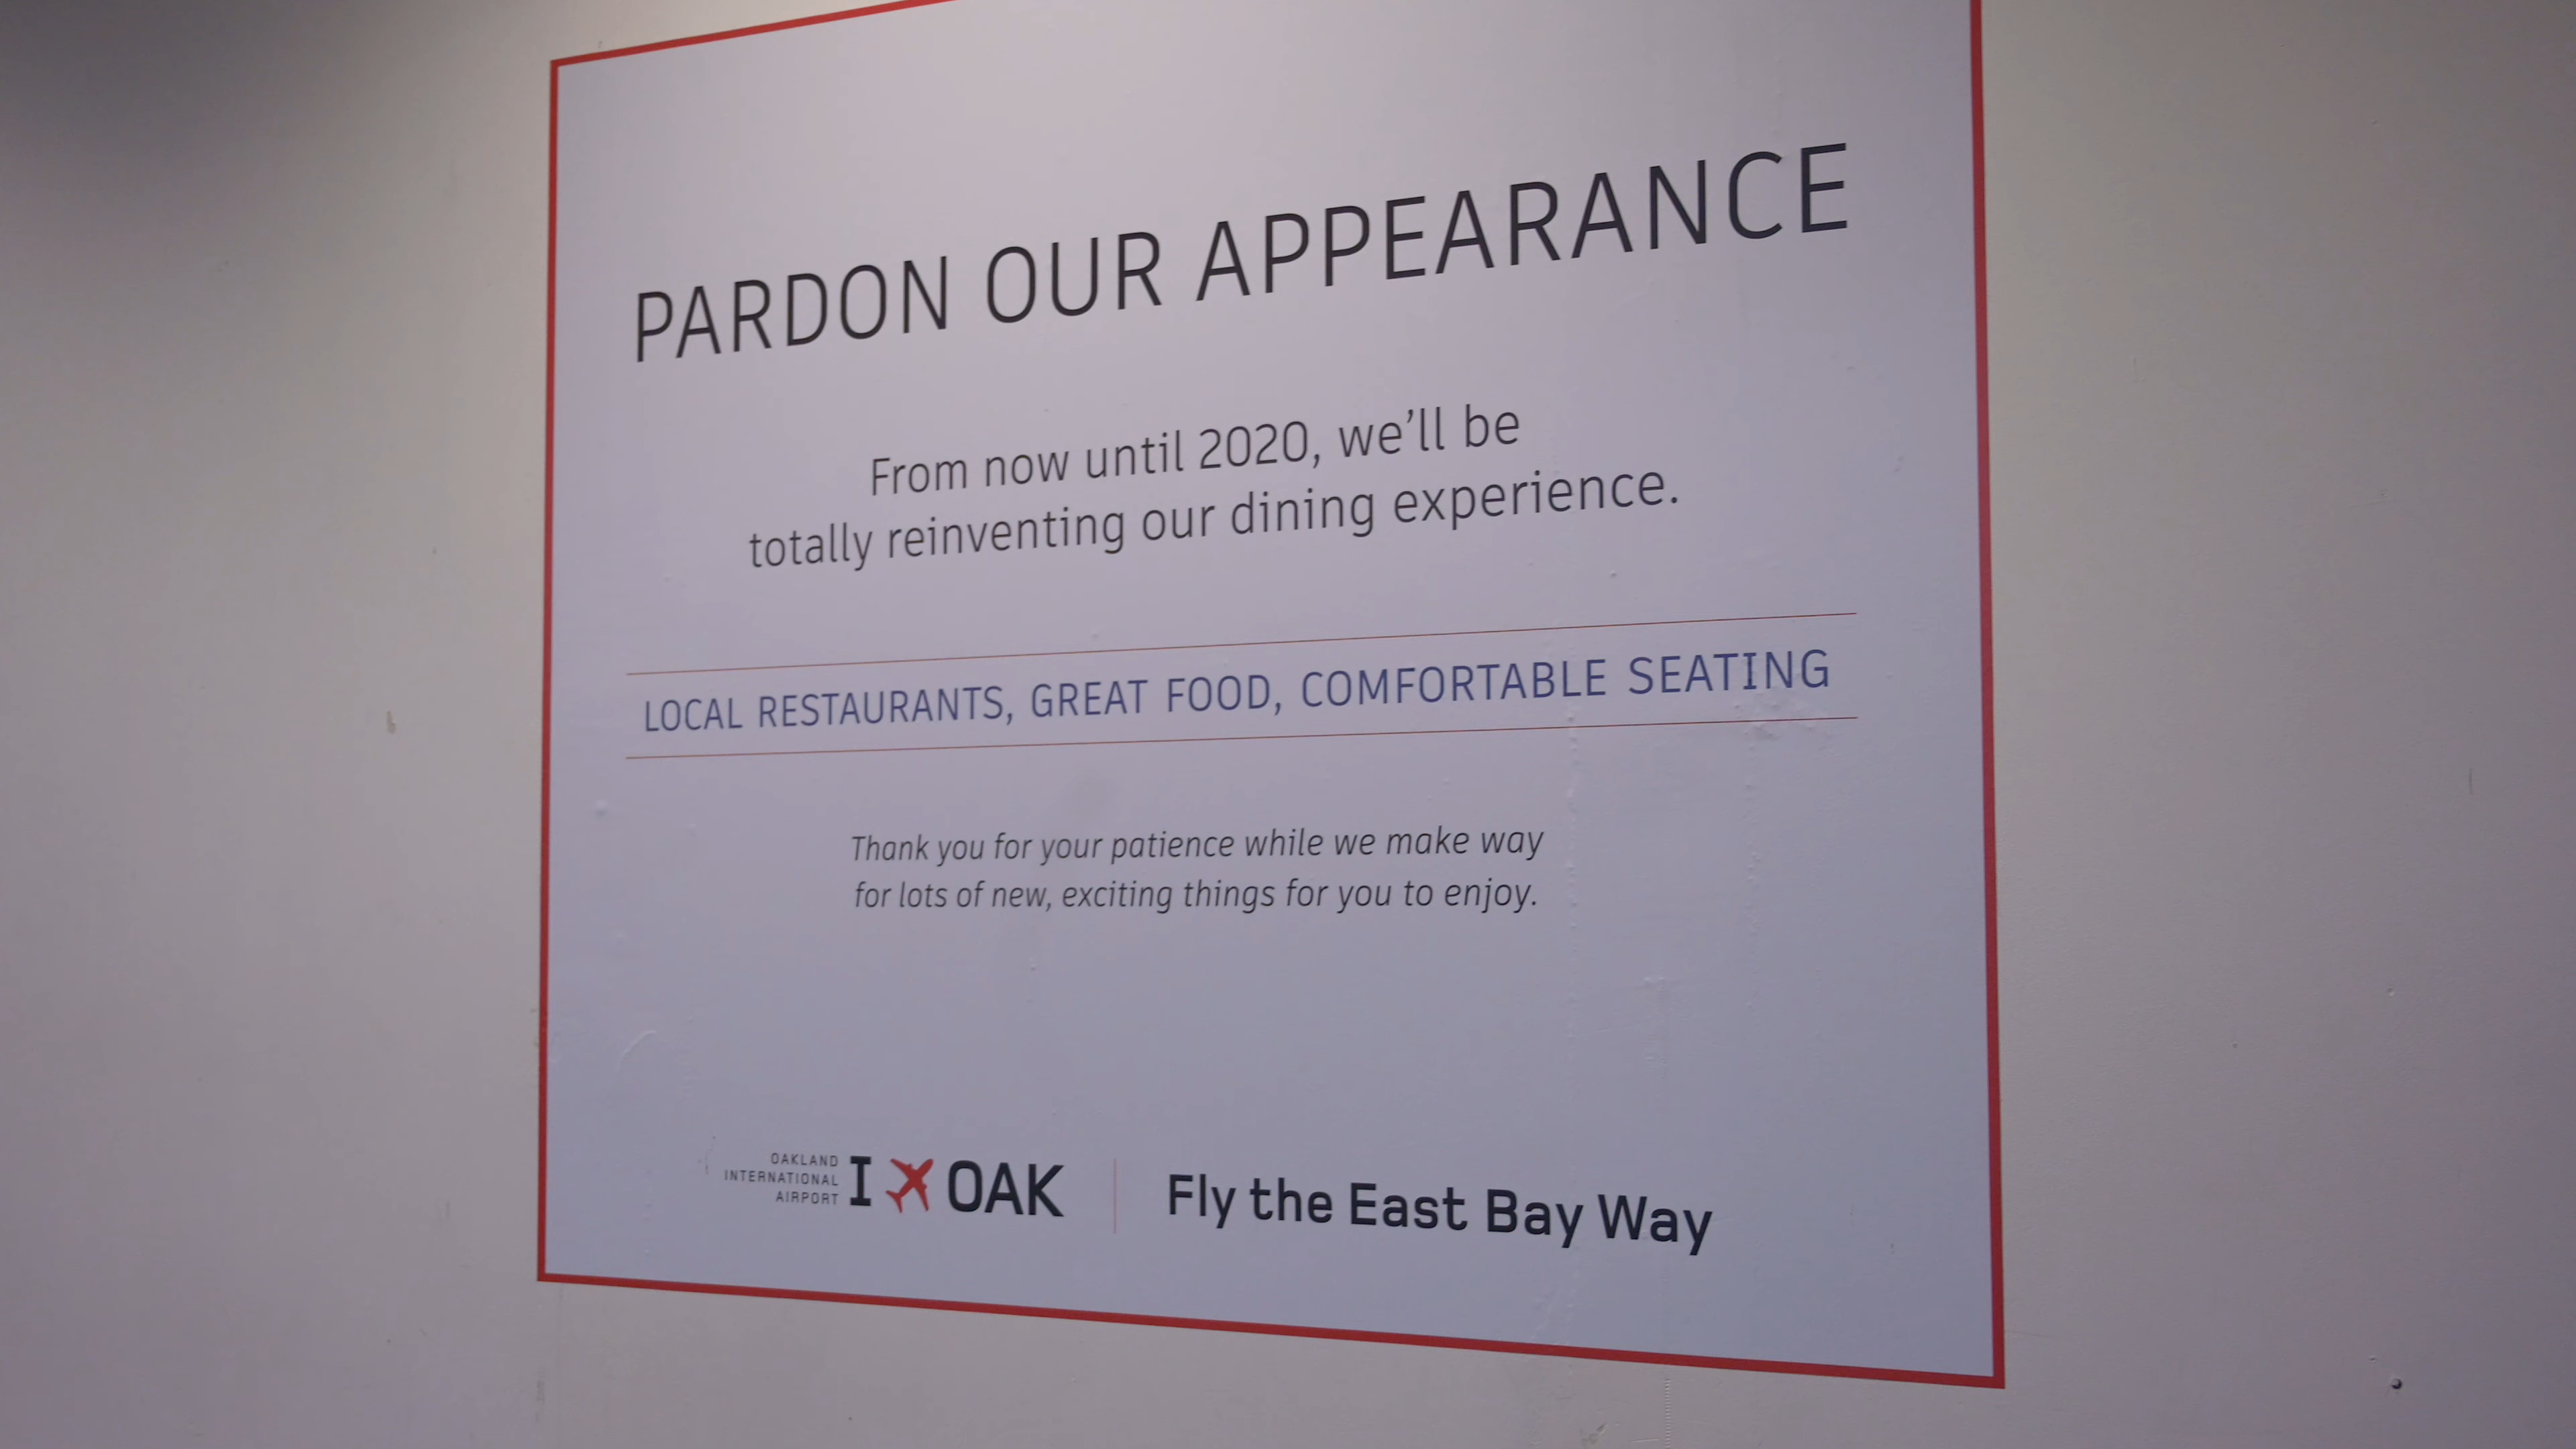 PARDON OUR APPEARANCE
From now until 2020, we'll be
totally reinventing our dining experience.
LOCAL RESTAURANTS, GREAT FOOD, COMFORTABLE SEATING
Thank you for your patience while we make way
for lots of new, exciting things for you to enjoy.
OAKLAND
INTERNATIONAL
AIRPORT
I OAK
Fly the East Bay Way